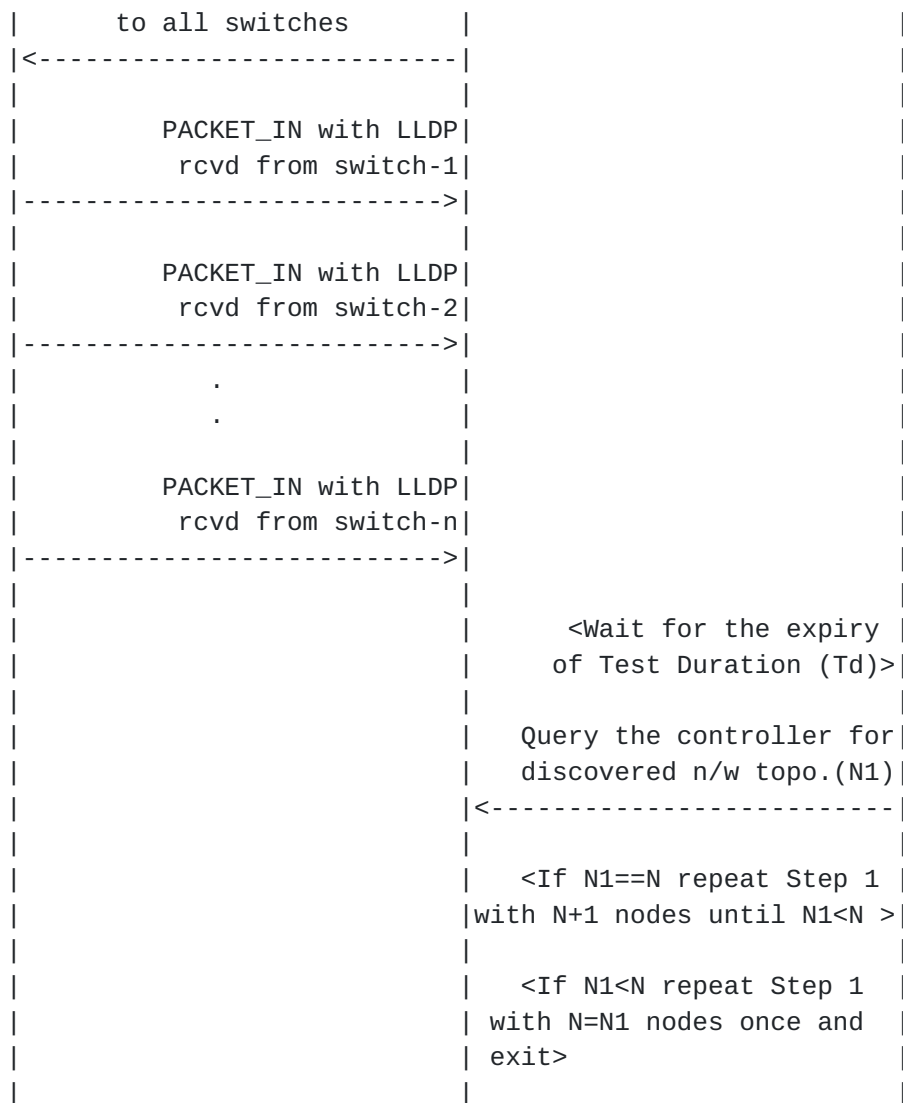 |      to all switches       |                           |
|<---------------------------|                           |
|                            |                           |
|         PACKET_IN with LLDP|                           |
|          rcvd from switch-1|                           |
|--------------------------->|                           |
|                            |                           |
|         PACKET_IN with LLDP|                           |
|          rcvd from switch-2|                           |
|--------------------------->|                           |
|            .               |                           |
|            .               |                           |
|                            |                           |
|         PACKET_IN with LLDP|                           |
|          rcvd from switch-n|                           |
|--------------------------->|                           |
|                            |                           |
|                            |      <Wait for the expiry |
|                            |     of Test Duration (Td)>|
|                            |                           |
|                            |   Query the controller for|
|                            |   discovered n/w topo.(N1)|
|                            |<--------------------------|
|                            |                           |
|                            |   <If N1==N repeat Step 1 |
|                            |with N+1 nodes until N1<N >|
|                            |                           |
|                            |   <If N1<N repeat Step 1  |
|                            | with N=N1 nodes once and  |
|                            | exit>                     |
|                            |                           |